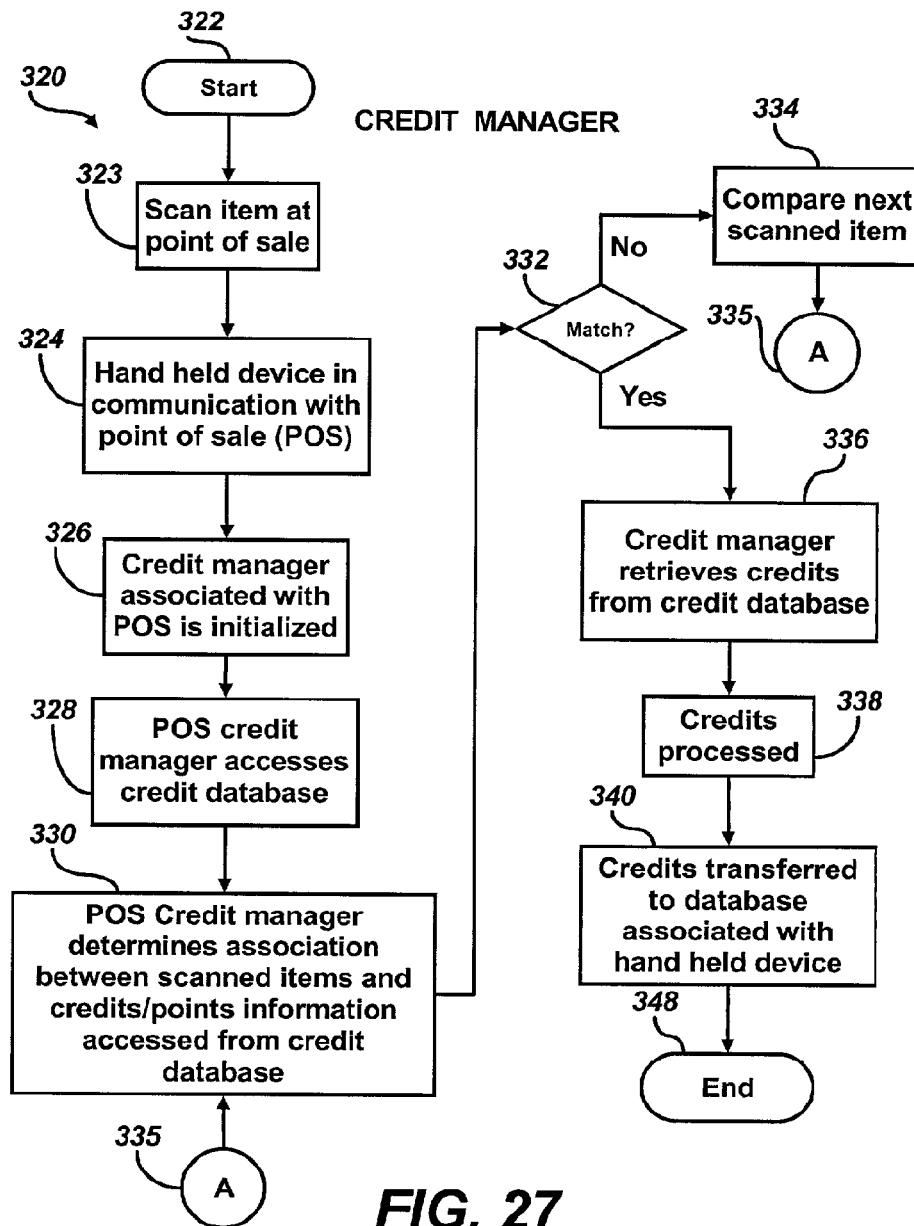 322
Start
320
CREDIT MANAGER
323
Scan item at
point of sale
324
Hand held device in
communication with
point of sale (POS)
326
Credit manager
associated with
POS is initialized
328
POS credit
manager accesses
credit database
330
POS Credit manager
determines association
between scanned items and
credits/points information
accessed from credit
database
335
A
332
Match?
No
Yes
334
Compare next
scanned item
335
A
336
Credit manager
retrieves credits
from credit database
338
Credits
processed
340
Credits transferred
to database
associated with
hand held device
348
End
FIG. 27